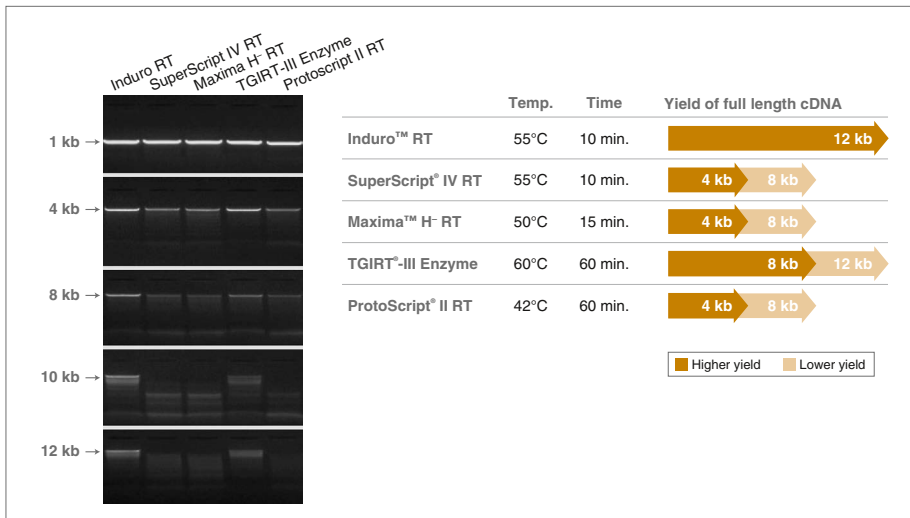 Induro RT
SuperScript IV RT
Maxima H– RT
TGIRT-III Enzyme
Protoscript II RT
1 kb →
4 kb →
8 kb →
10 kb →
12 kb →
Temp. Time Yield of full length cDNA
Induro™ RT 55°C 10 min. 12 kb
SuperScript® IV RT 55°C 10 min. 4 kb 8 kb
Maxima™ H– RT 50°C 15 min. 4 kb 8 kb
TGIRT®-III Enzyme 60°C 60 min. 8 kb 12 kb
ProtoScript® II RT 42°C 60 min. 4 kb 8 kb
Higher yield Lower yield